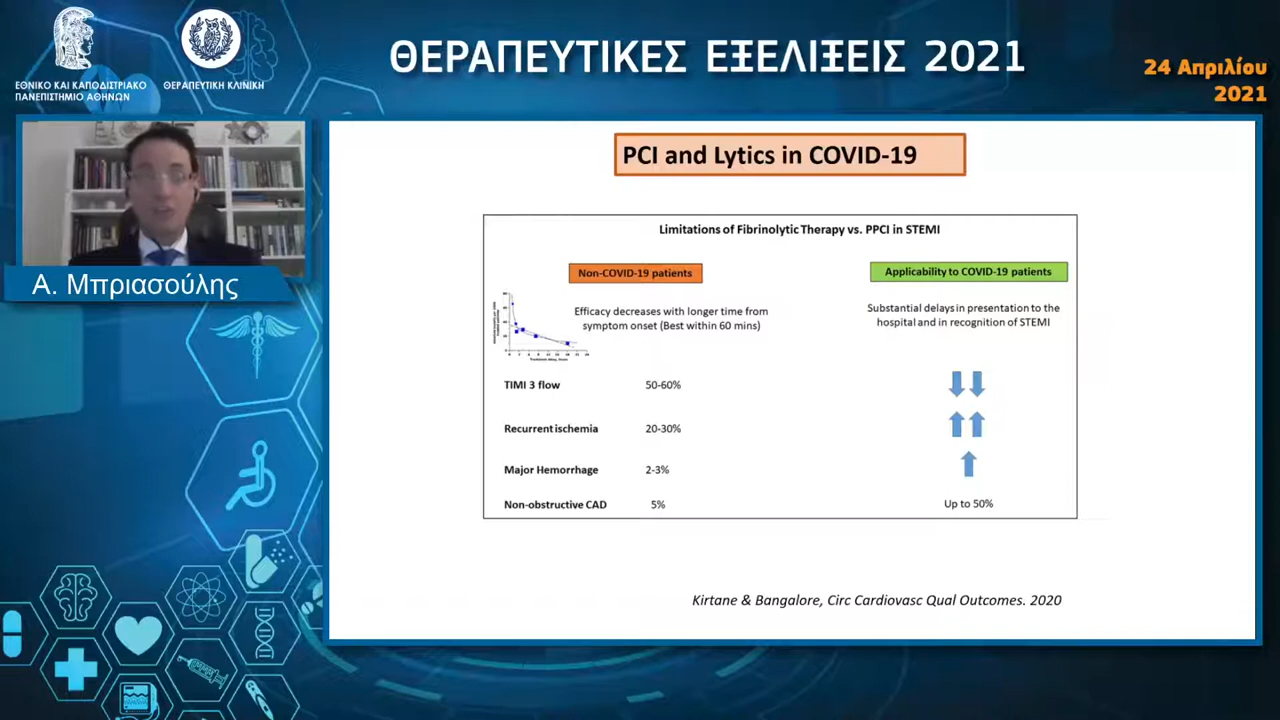 ΘΕΡΑΠΕΥΤΙΚΕΣ ΕΞΕΛΙΞΕΙΣ 2021
24 Απριλίου
2021
ΕΘΝΙΚΟ ΚΑΙ ΚΑΠΟΔΙΣΤΡΙΑΚΟ
ΠΑΝΕΠΙΣΤΗΜΙΟ ΑΘΗΝΩΝ
ΘΕΡΑΠΕΥΤΙΚΗ ΚΛΙΝΙΚΗ
Α. Μπριασούλης
PCI and Lytics in COVID-19
Limitations of Fibrinolytic Therapy vs. PPCI in STEMI
Non-COVID-19 patients
Applicability to COVID-19 patients
Efficacy decreases with longer time from
symptom onset (Best within 60 mins)
Substantial delays in presentation to the
hospital and in recognition of STEMI
TIMI 3 flow 50-60%
Recurrent ischemia 20-30%
Major Hemorrhage 2-3%
Non-obstructive CAD 5% Up to 50%
Kirtane & Bangalore, Circ Cardiovasc Qual Outcomes. 2020